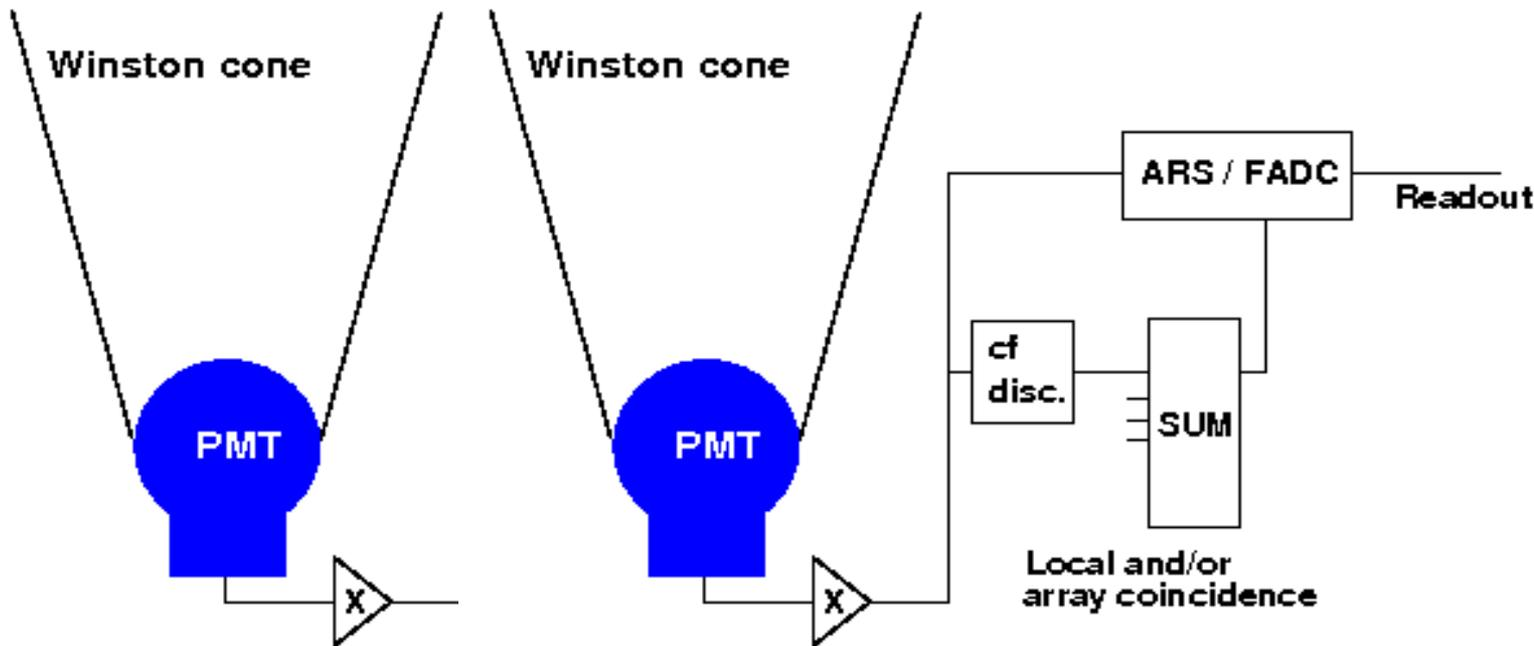 Winston cone
Winston cone
ARS / FADC
Readout
cf
disc.
SUM
PMT
PMT
X
X
Local and/or
array coincidence